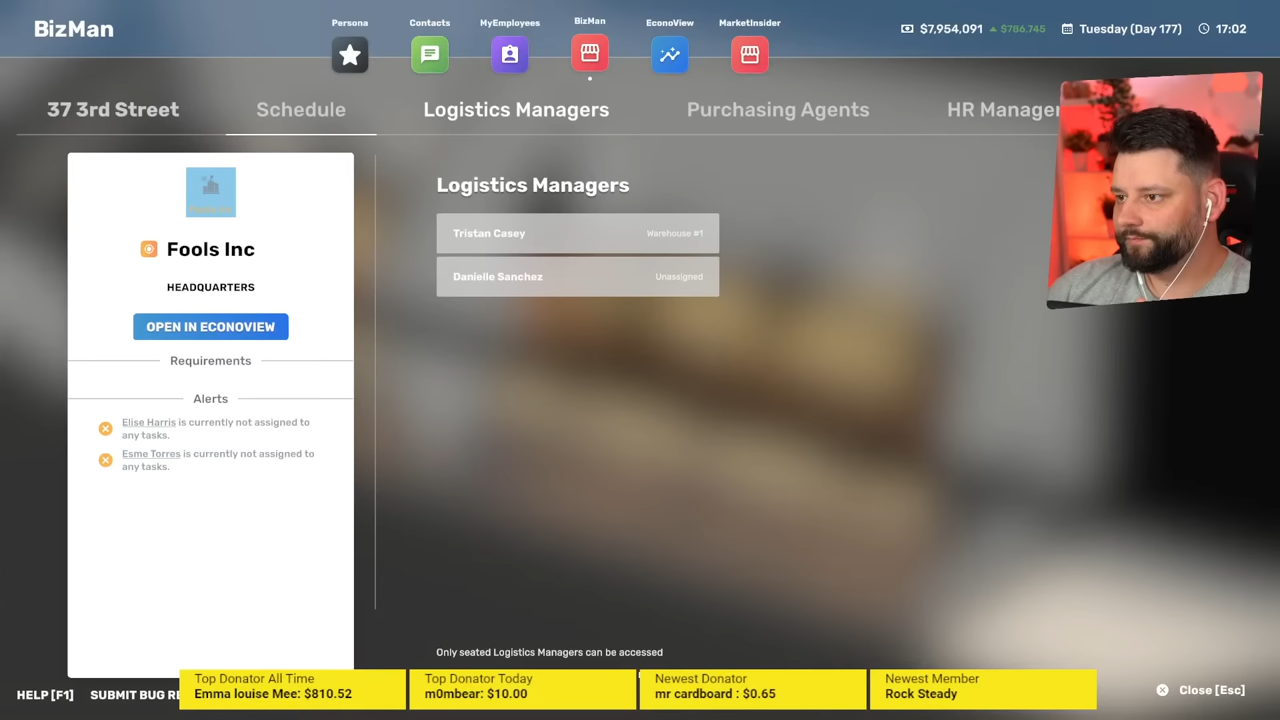 BizMan
Persona
Contacts
MyEmployees
BizMan
EconoView
MarketInsider
$7,954,091
$786.745
Tuesday (Day 177)
17:02
37 3rd Street
Schedule
Logistics Managers
Purchasing Agents
HR Manager
Fools Inc
HEADQUARTERS
OPEN IN ECONOVIEW
Requirements
Alerts
Elise Harris is currently not assigned to
any tasks.
Esme Torres is currently not assigned to
any tasks.
Logistics Managers
Tristan Casey
Warehouse #1
Danielle Sanchez
Unassigned
Only seated Logistics Managers can be accessed
HELP [F1]
SUBMIT BUG RE
Top Donator All Time
Emma louise Mee: $810.52
Top Donator Today
m0mbear: $10.00
Newest Donator
mr cardboard : $0.65
Newest Member
Rock Steady
Close [Esc]